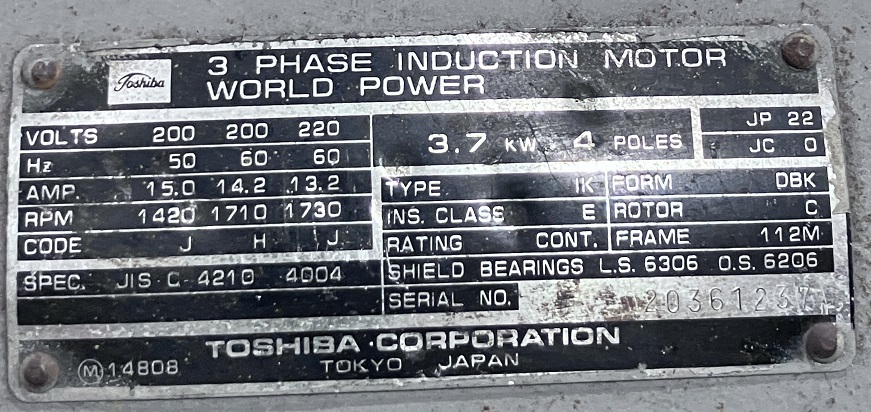 Toshiba
3 PHASE INDUCTION MOTOR
WORLD POWER
VOLTS 200 200 220
Hz 50 60 60
AMP. 15.0 14.2 13.2
RPM 1420 1710 1730
CODE J H J
SPEC. JIS C 4210 4004
3.7 KW 4 POLES
JP 22
JC 0
TYPE IK
INS. CLASS E
RATING CONT.
FORM DBK
ROTOR C
FRAME 112M
SHIELD BEARINGS L.S. 6306 O.S. 6206
SERIAL NO. 20361237
TOSHIBA CORPORATION
TOKYO JAPAN
Ⓜ14808